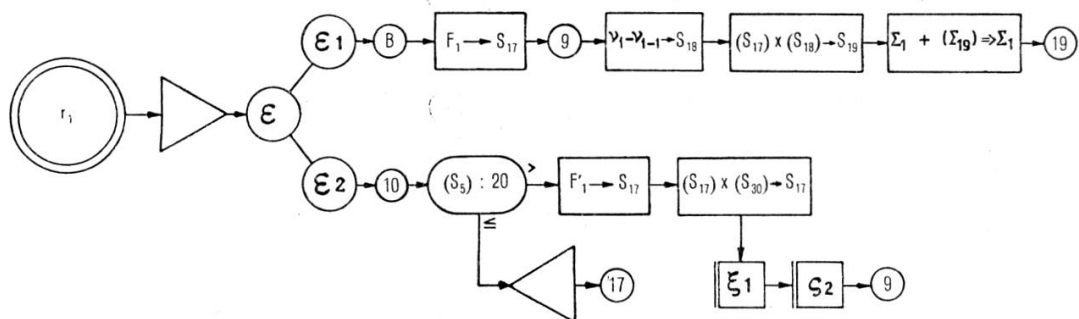 ε1 B F₁ → S₁₇ 9 ν₁-ν₁₋₁→S₁₈ (S₁₇) x (S₁₈)→S₁₉ Σ₁ + (Σ₁₉)⇒Σ₁ 19
r₁ ε
ε2 10 (S₅) : 20 > F'₁→ S₁₇ (S₁₇) x (S₃₀)→ S₁₇
≤
17 ξ1 ς2 9